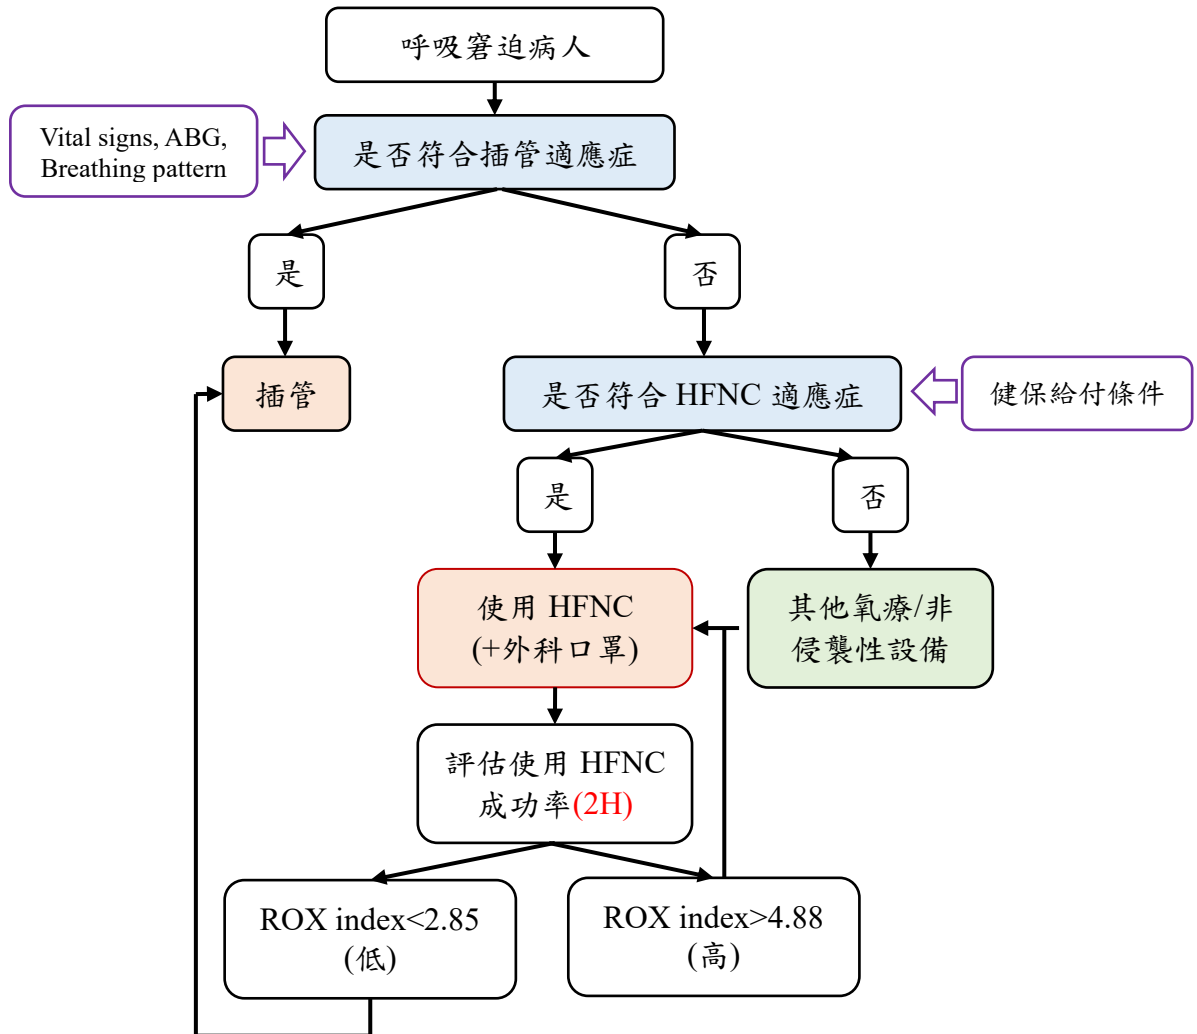 呼吸窘迫病人
Vital signs, ABG,
Breathing pattern
是否符合插管適應症
是
否
插管
是否符合 HFNC 適應症
健保給付條件
是
否
使用 HFNC
(+外科口罩)
其他氧療/非
侵襲性設備
評估使用 HFNC
成功率(2H)
ROX index<2.85
(低)
ROX index>4.88
(高)